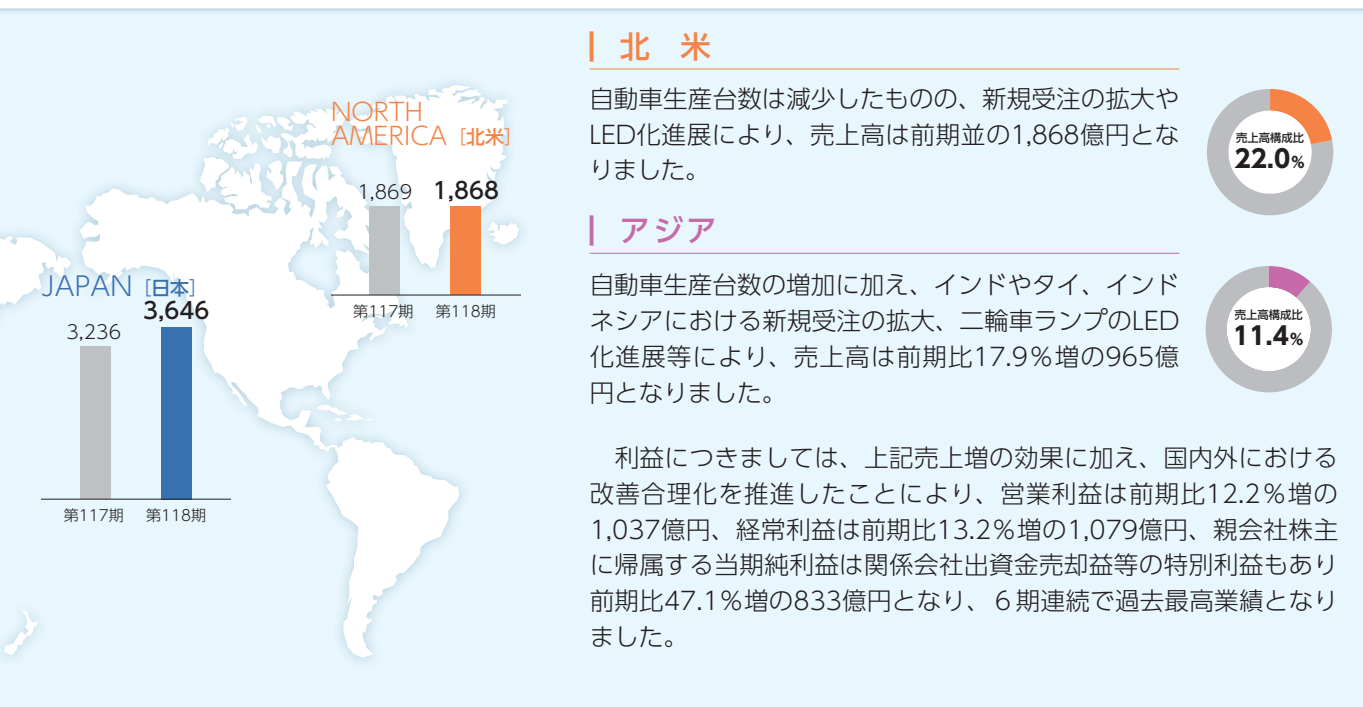 NORTH
AMERICA [北米]
1,869
1,868
第117期
第118期
JAPAN [日本]
3,236
3,646
第117期
第118期
北 米
自動車生産台数は減少したものの、新規受注の拡大や
LED化進展により、売上高は前期並の1,868億円とな
りました。
売上高構成比
22.0%
アジア
自動車生産台数の増加に加え、インドやタイ、インド
ネシアにおける新規受注の拡大、二輪車ランプのLED
化進展等により、売上高は前期比17.9%増の965億
円となりました。
売上高構成比
11.4%
利益につきましては、上記売上増の効果に加え、国内外における
改善合理化を推進したことにより、営業利益は前期比12.2%増の
1,037億円、経常利益は前期比13.2%増の1,079億円、親会社株主
に帰属する当期純利益は関係会社出資金売却益等の特別利益もあり
前期比47.1%増の833億円となり、6期連続で過去最高業績となり
ました。